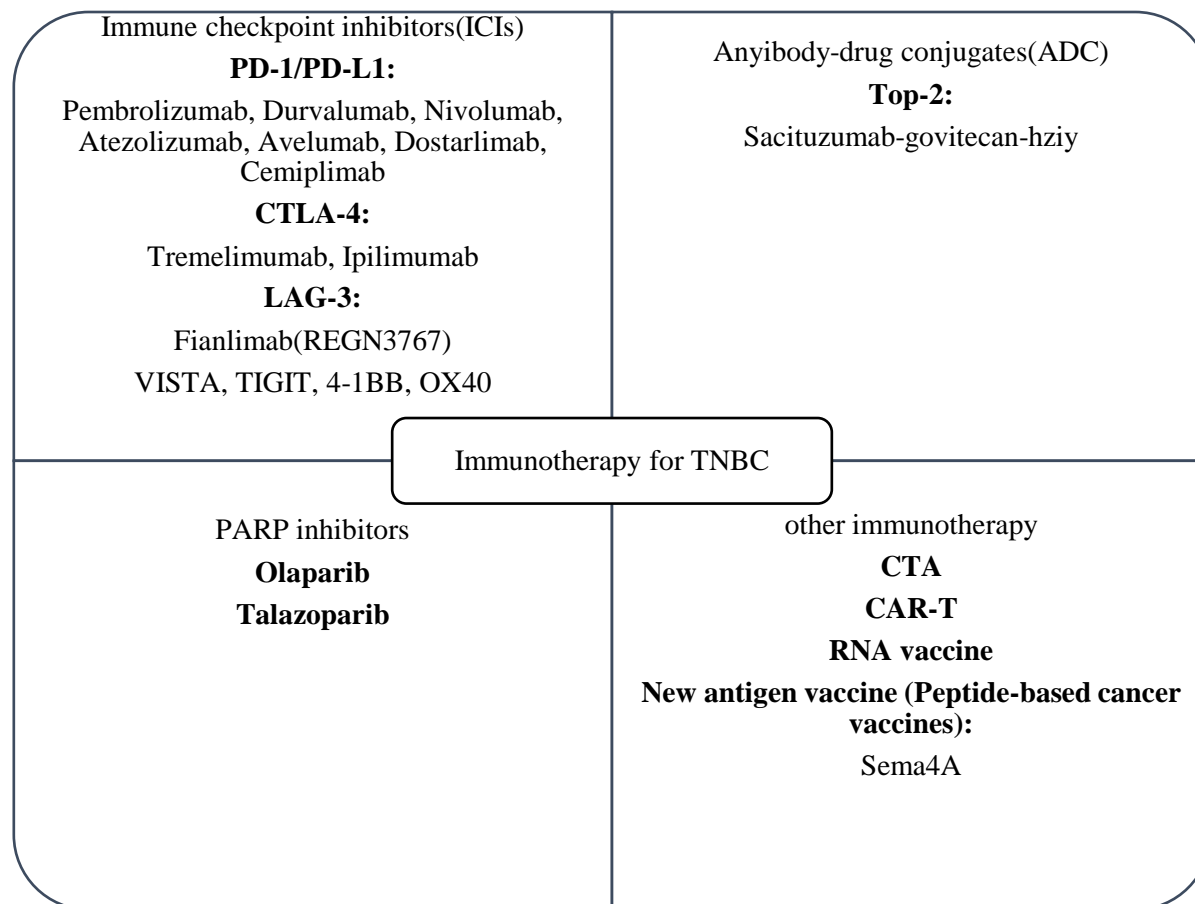 Immune checkpoint inhibitors(ICIs)
PD-1/PD-L1:
Pembrolizumab, Durvalumab, Nivolumab,
Atezolizumab, Avelumab, Dostarlimab,
Cemiplimab
CTLA-4:
Tremelimumab, Ipilimumab
LAG-3:
Fianlimab(REGN3767)
VISTA, TIGIT, 4-1BB, OX40
Anyibody-drug conjugates(ADC)
Top-2:
Sacituzumab-govitecan-hziy
Immunotherapy for TNBC
PARP inhibitors
Olaparib
Talazoparib
other immunotherapy
CTA
CAR-T
RNA vaccine
New antigen vaccine (Peptide-based cancer
vaccines):
Sema4A